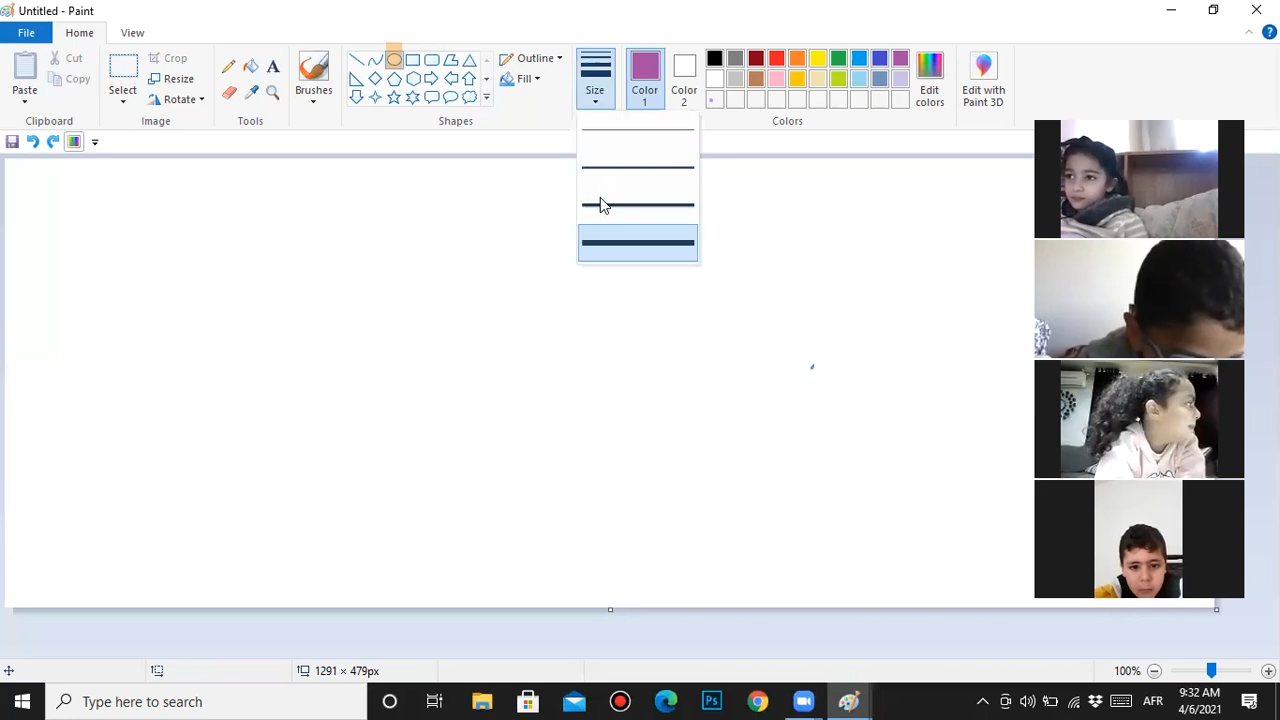 Untitled - Paint
File
Home
View
Paste
Cut
Copy
Clipboard
Select
Crop
Resize
Rotate
Image
A
Tools
Brushes
Outline
Fill
Shapes
Size
Color 1
Color 2
Edit colors
Edit with Paint 3D
Colors
1291 × 479px
100%
Type here to search
Ps
AFR
9:32 AM
4/6/2021